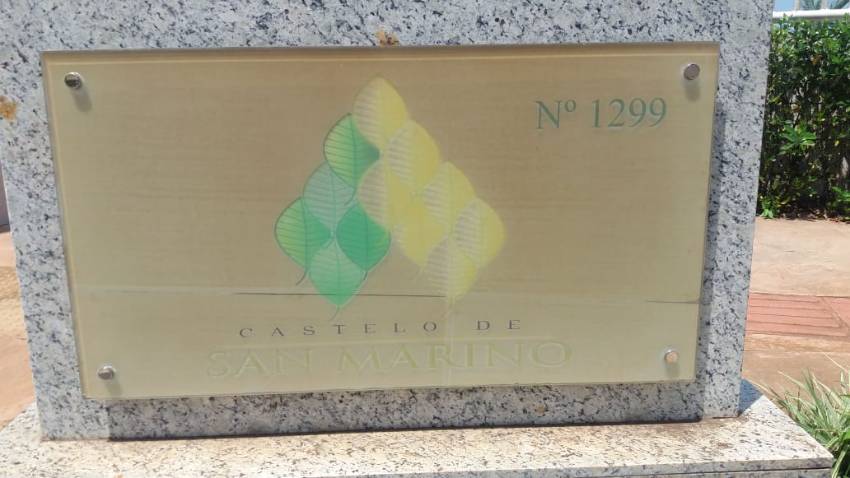 Nº 1299
CASTELO DE
SAN MARINO